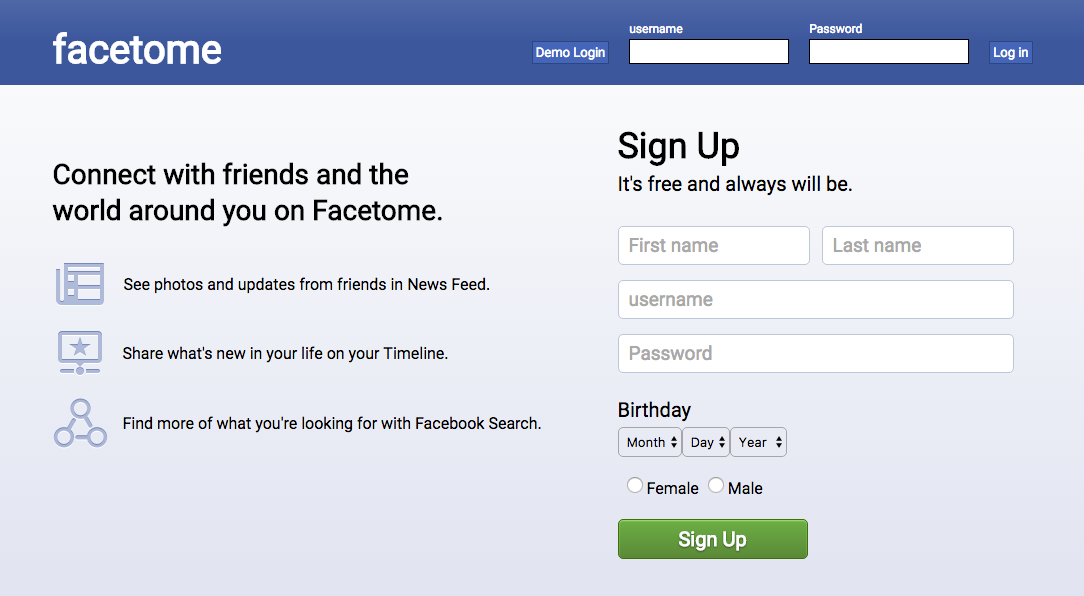 facetome
username
Password
Demo Login
Log in
Connect with friends and the
world around you on Facetome.
See photos and updates from friends in News Feed.
Share what's new in your life on your Timeline.
Find more of what you're looking for with Facebook Search.
Sign Up
It's free and always will be.
First name
Last name
username
Password
Birthday
Month Day Year
Female Male
Sign Up